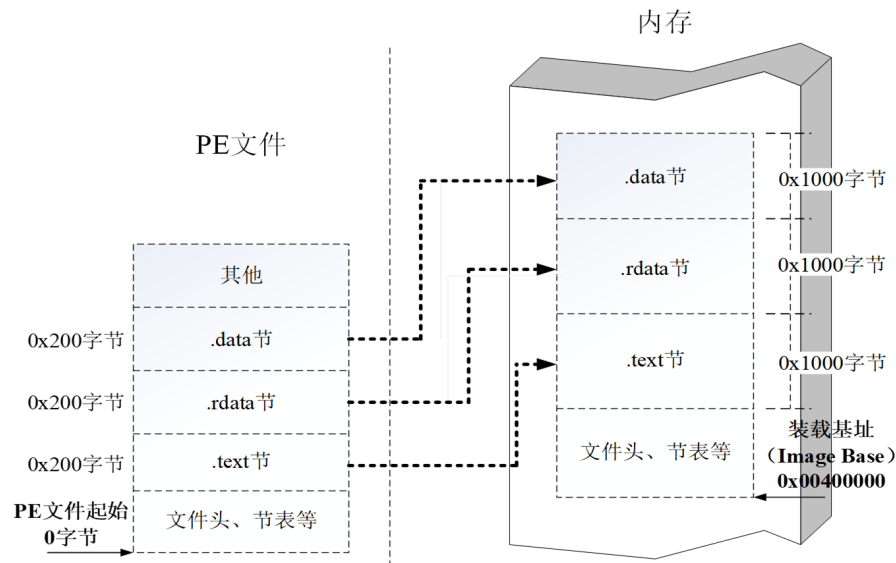 内存
PE文件
其他
0x200字节
.data节
0x200字节
.rdata节
0x200字节
.text节
PE文件起始
0字节
文件头、节表等
.data节
0x1000字节
.rdata节
0x1000字节
.text节
0x1000字节
文件头、节表等
装载基址
（Image Base）
0x00400000